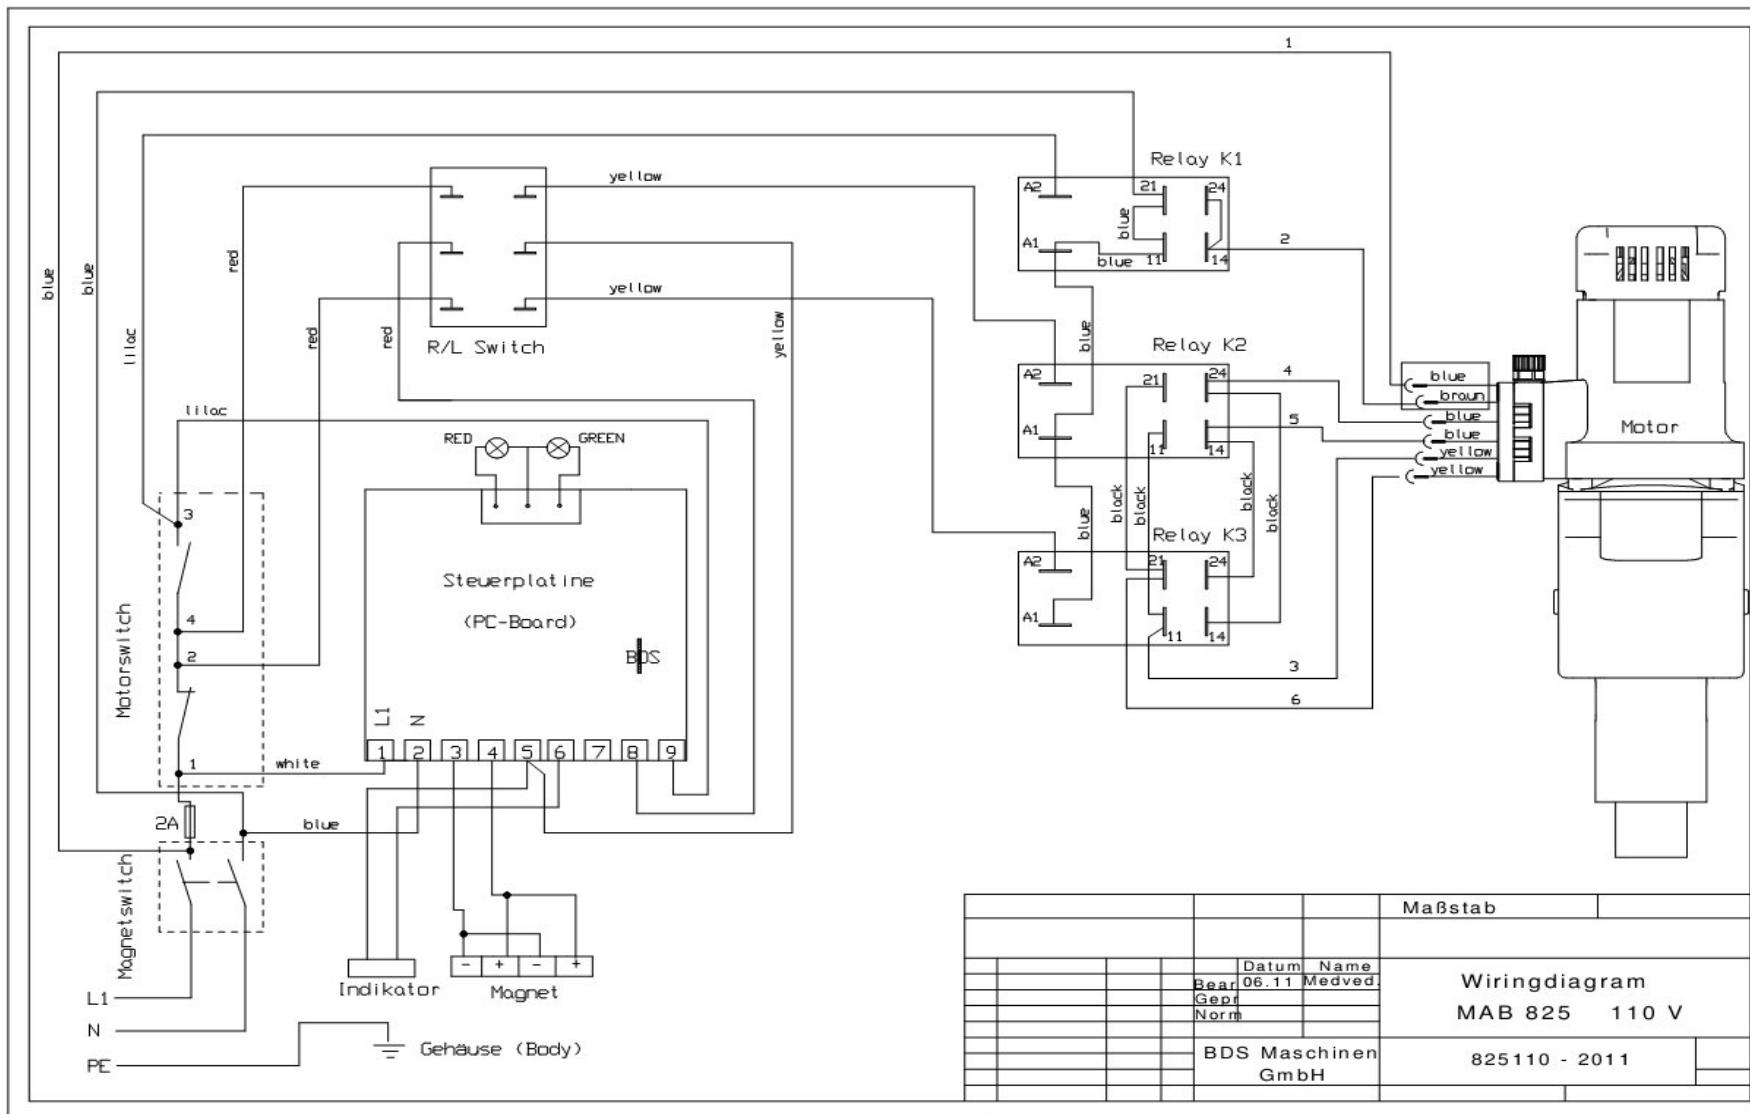 1
Relay K1
yellow
A2
21
24
blue
A1
11
14
blue
2
red
blue
blue
lilac
red
red
yellow
yellow
R/L Switch
blue
Relay K2
A2
21
24
4
A1
11
14
5
blue
braun
blue
blue
yellow
yellow
Motor
lilac
RED
GREEN
black
black
black
black
blue
Relay K3
A2
21
24
A1
11
14
3
6
3
4
2
1
Motorswitch
Steuerplatine
(PC-Board)
BDS
L1
N
1 2 3 4 5 6 7 8 9
white
2A
blue
Magnetswitch
- + - +
Indikator
Magnet
L1
N
PE
Gehäuse (Body)
Maßstab
Datum Name
Bear 06.11 Medved.
Gepr
Norm
Wiringdiagram
MAB 825 110 V
BDS Maschinen
GmbH
825110 - 2011